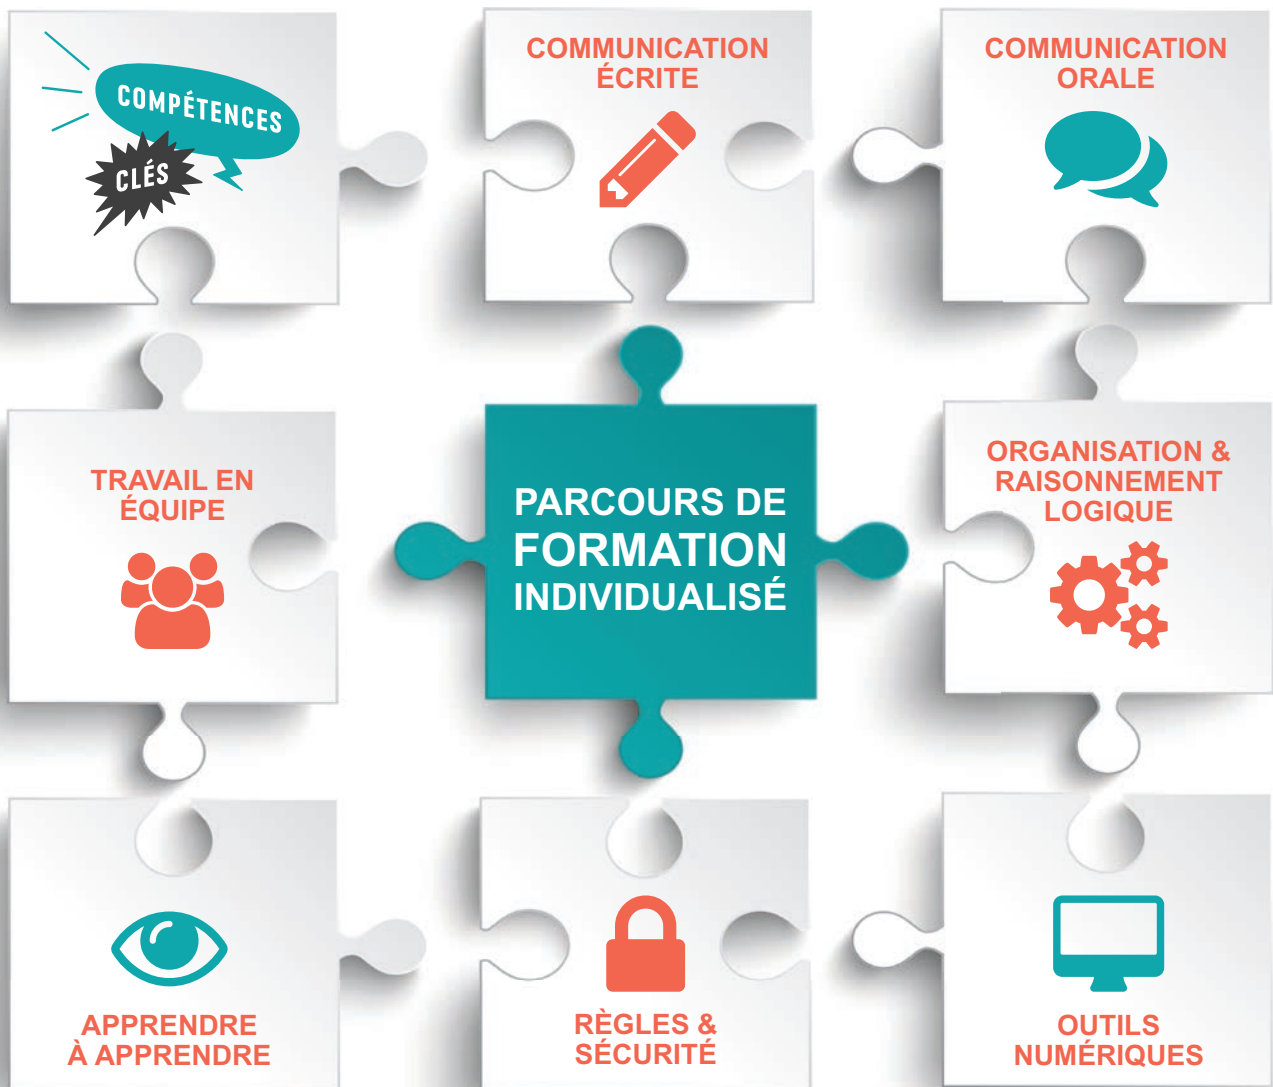 COMPÉTENCES
CLÉS
COMMUNICATION
ÉCRITE
COMMUNICATION
ORALE
TRAVAIL EN
ÉQUIPE
PARCOURS DE
FORMATION
INDIVIDUALISÉ
ORGANISATION &
RAISONNEMENT
LOGIQUE
APPRENDRE
À APPRENDRE
RÈGLES &
SÉCURITÉ
OUTILS
NUMÉRIQUES